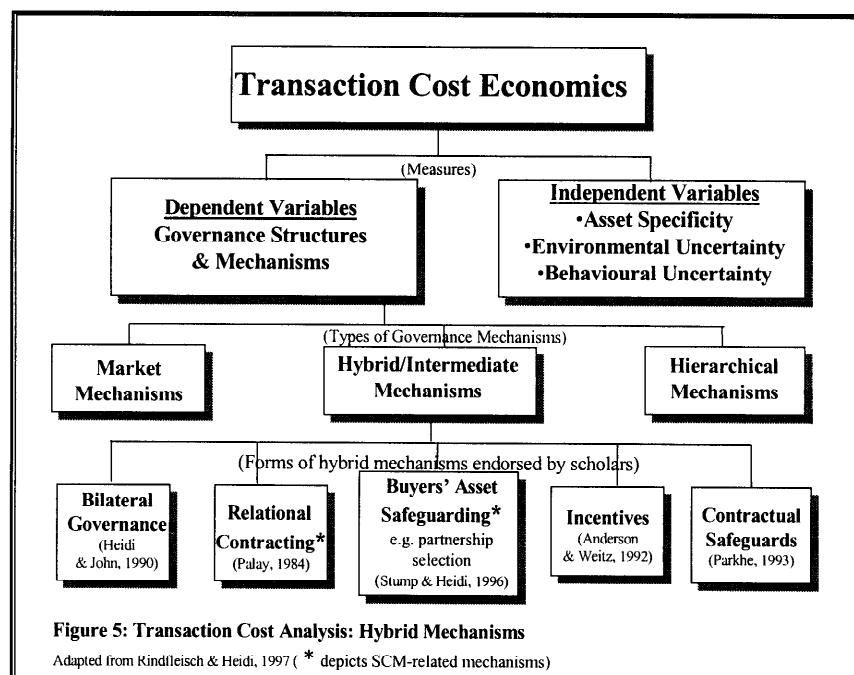 Transaction Cost Economics
(Measures)
Dependent Variables
Governance Structures
& Mechanisms
Independent Variables
•Asset Specificity
•Environmental Uncertainty
•Behavioural Uncertainty
(Types of Governance Mechanisms)
Market
Mechanisms
Hybrid/Intermediate
Mechanisms
Hierarchical
Mechanisms
(Forms of hybrid mechanisms endorsed by scholars)
Bilateral
Governance
(Heidi
& John, 1990)
Relational
Contracting*
(Palay, 1984)
Buyers' Asset
Safeguarding*
e.g. partnership
selection
(Stump & Heidi, 1996)
Incentives
(Anderson
& Weitz, 1992)
Contractual
Safeguards
(Parkhe, 1993)
Figure 5: Transaction Cost Analysis: Hybrid Mechanisms
Adapted from Rindfleisch & Heidi, 1997 ( * depicts SCM-related mechanisms)